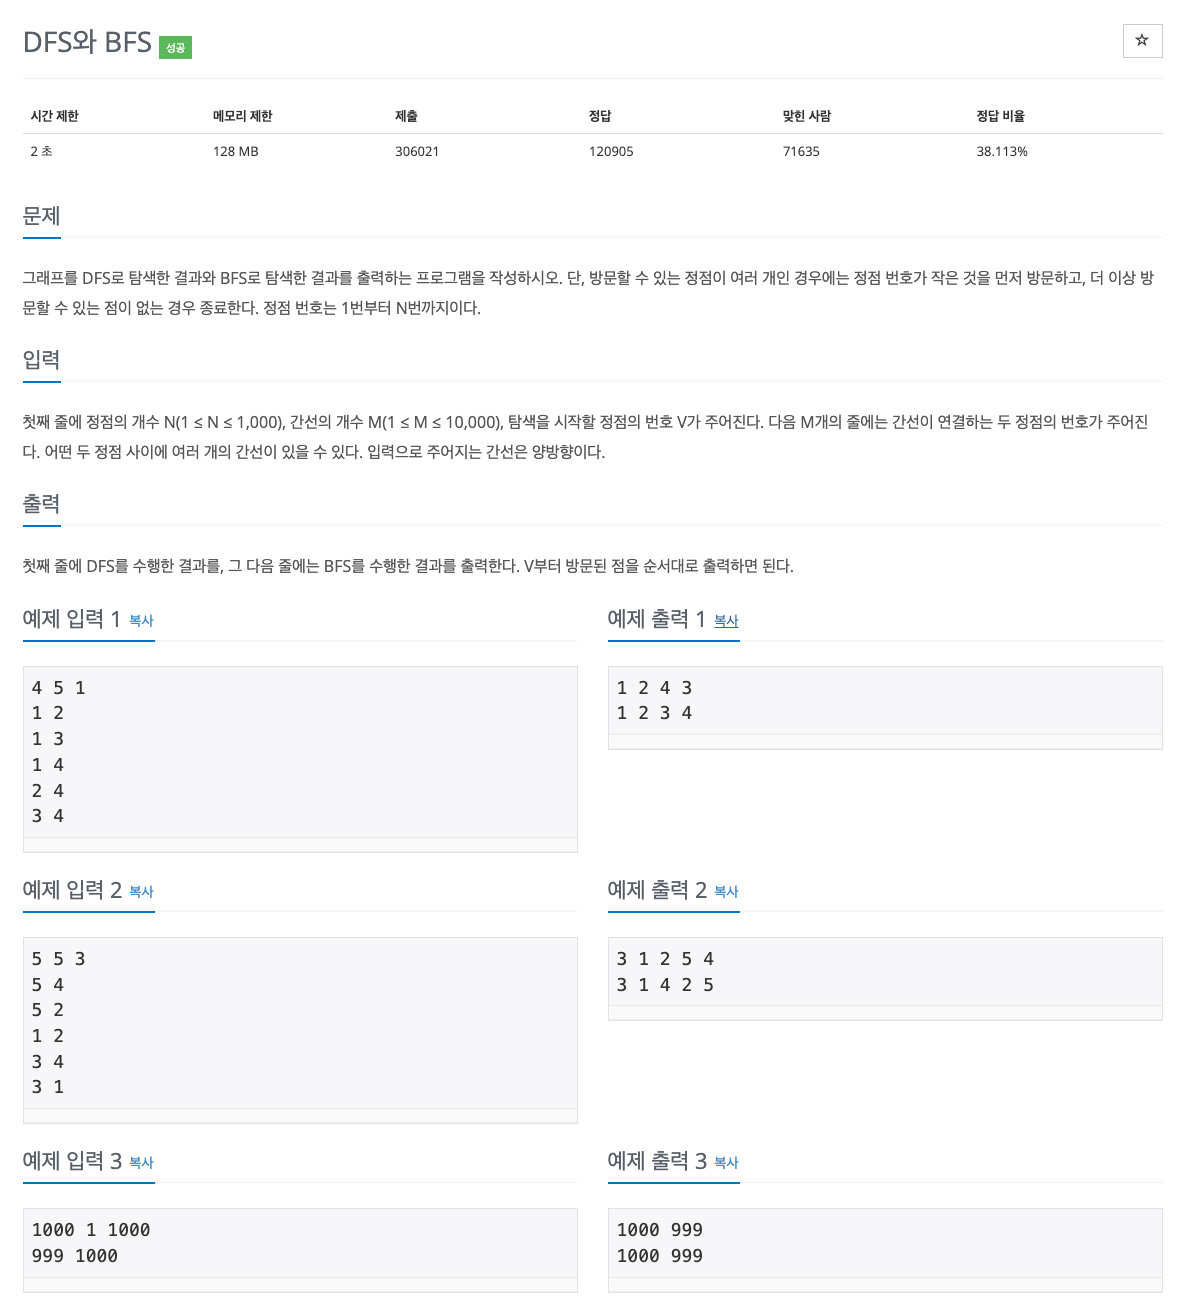 DFS와 BFS 성공
☆
시간 제한 메모리 제한 제출 정답 맞힌 사람 정답 비율
2 초 128 MB 306021 120905 71635 38.113%
문제
그래프를 DFS로 탐색한 결과와 BFS로 탐색한 결과를 출력하는 프로그램을 작성하시오. 단, 방문할 수 있는 정점이 여러 개인 경우에는 정점 번호가 작은 것을 먼저 방문하고, 더 이상 방
문할 수 있는 점이 없는 경우 종료한다. 정점 번호는 1번부터 N번까지이다.
입력
첫째 줄에 정점의 개수 N(1 ≤ N ≤ 1,000), 간선의 개수 M(1 ≤ M ≤ 10,000), 탐색을 시작할 정점의 번호 V가 주어진다. 다음 M개의 줄에는 간선이 연결하는 두 정점의 번호가 주어진
다. 어떤 두 정점 사이에 여러 개의 간선이 있을 수 있다. 입력으로 주어지는 간선은 양방향이다.
출력
첫째 줄에 DFS를 수행한 결과를, 그 다음 줄에는 BFS를 수행한 결과를 출력한다. V부터 방문된 점을 순서대로 출력하면 된다.
예제 입력 1 복사
4 5 1
1 2
1 3
1 4
2 4
3 4
예제 출력 1 복사
1 2 4 3
1 2 3 4
예제 입력 2 복사
5 5 3
5 4
5 2
1 2
3 4
3 1
예제 출력 2 복사
3 1 2 5 4
3 1 4 2 5
예제 입력 3 복사
1000 1 1000
999 1000
예제 출력 3 복사
1000 999
1000 999